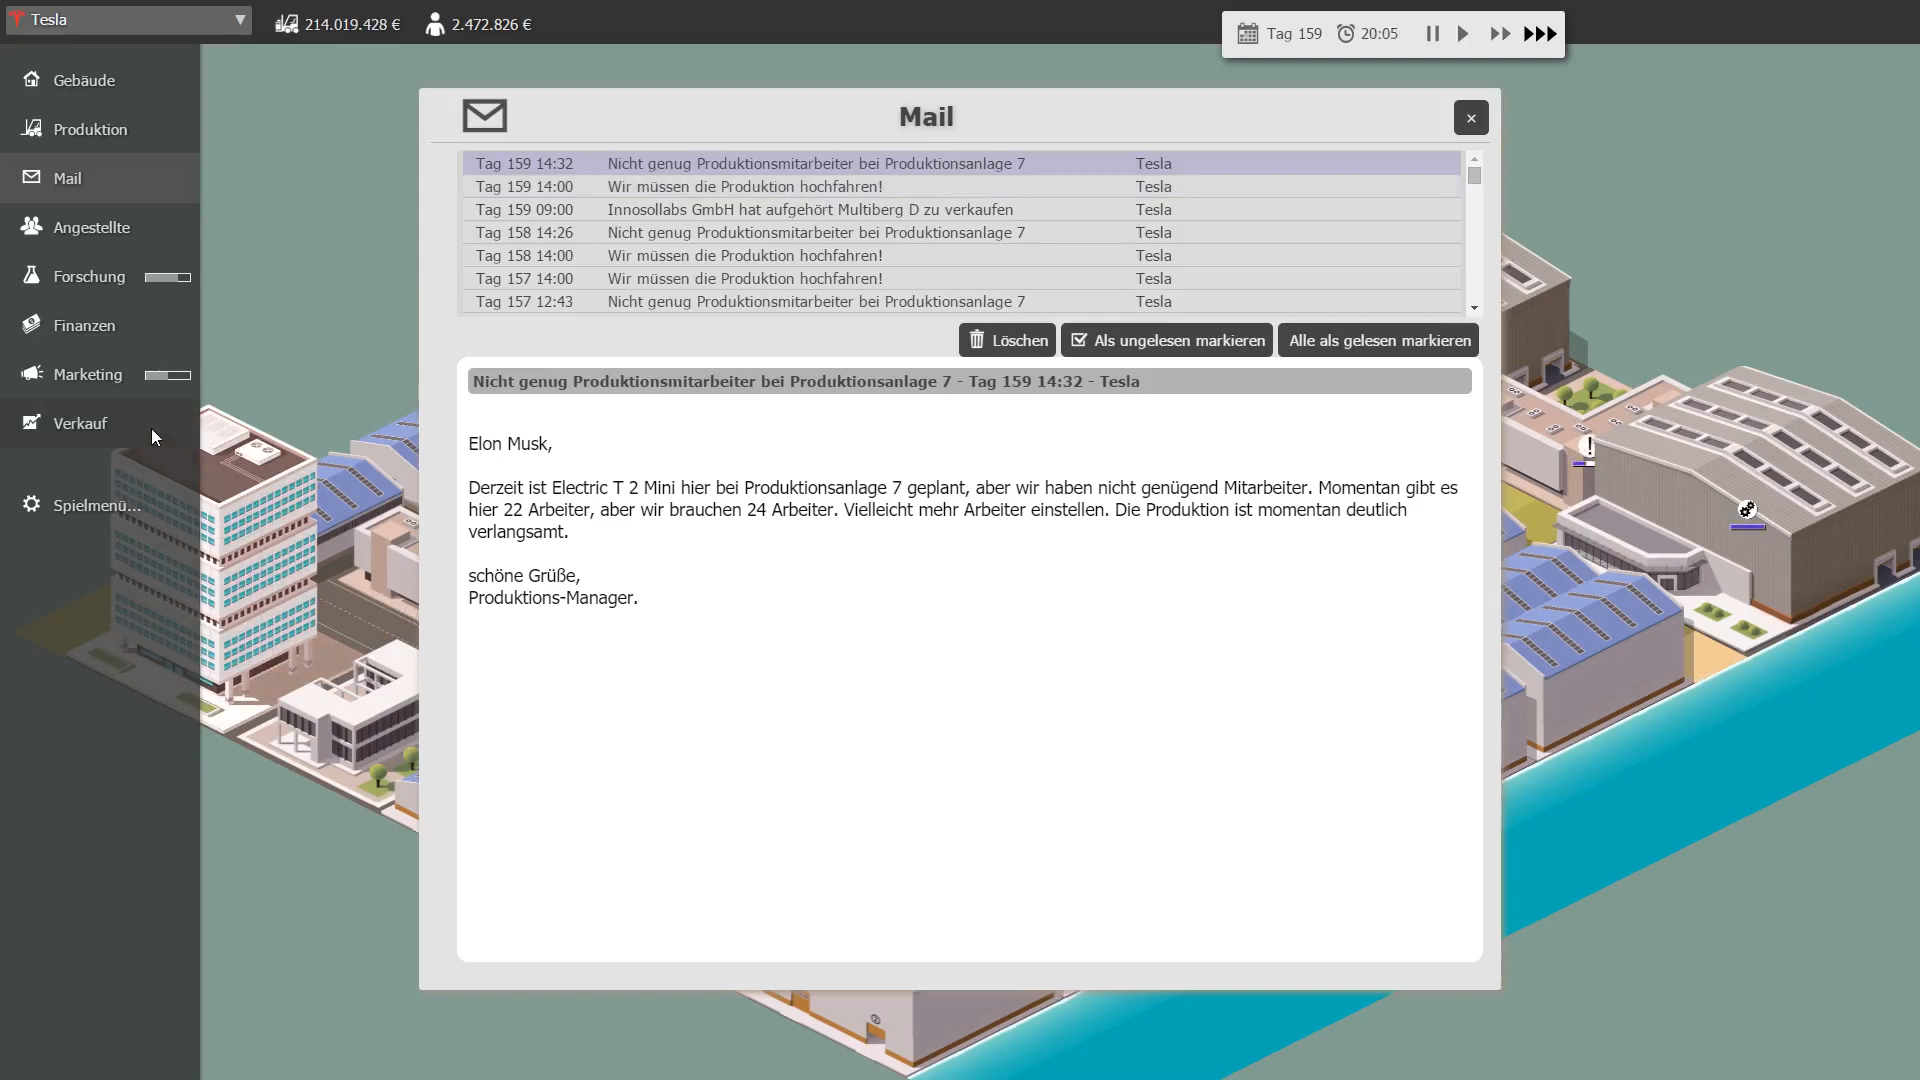 Tesla
214.019.428 €
2.472.826 €
Tag 159
20:05
Gebäude
Produktion
Mail
Angestellte
Forschung
Finanzen
Marketing
Verkauf
Spielmenü...
Mail
×
Tag 159 14:32 Nicht genug Produktionsmitarbeiter bei Produktionsanlage 7 Tesla
Tag 159 14:00 Wir müssen die Produktion hochfahren! Tesla
Tag 159 09:00 Innosollabs GmbH hat aufgehört Multiberg D zu verkaufen Tesla
Tag 158 14:26 Nicht genug Produktionsmitarbeiter bei Produktionsanlage 7 Tesla
Tag 158 14:00 Wir müssen die Produktion hochfahren! Tesla
Tag 157 14:00 Wir müssen die Produktion hochfahren! Tesla
Tag 157 12:43 Nicht genug Produktionsmitarbeiter bei Produktionsanlage 7 Tesla
Löschen
Als ungelesen markieren
Alle als gelesen markieren
Nicht genug Produktionsmitarbeiter bei Produktionsanlage 7 - Tag 159 14:32 - Tesla
Elon Musk,
Derzeit ist Electric T 2 Mini hier bei Produktionsanlage 7 geplant, aber wir haben nicht genügend Mitarbeiter. Momentan gibt es
hier 22 Arbeiter, aber wir brauchen 24 Arbeiter. Vielleicht mehr Arbeiter einstellen. Die Produktion ist momentan deutlich
verlangsamt.
schöne Grüße,
Produktions-Manager.